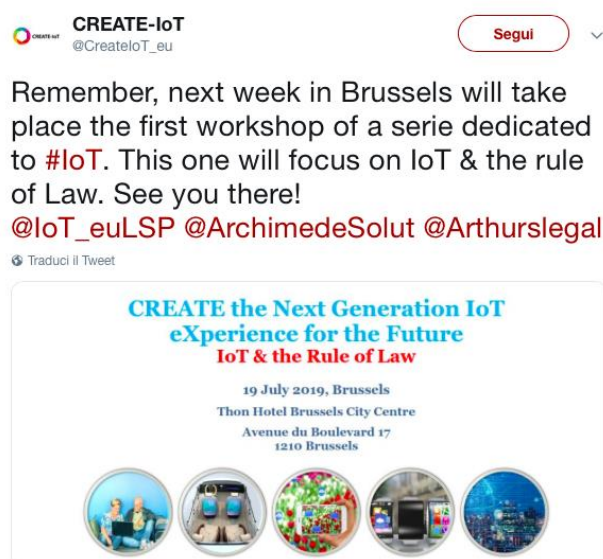 CREATE-IoT
CREATE-IoT
@CreateIoT_eu
Segui
Remember, next week in Brussels will take
place the first workshop of a serie dedicated
to #IoT. This one will focus on IoT & the rule
of Law. See you there!
@IoT_euLSP @ArchimedeSolut @Arthurslegal
Traduci il Tweet
CREATE the Next Generation IoT
eXperience for the Future
IoT & the Rule of Law
19 July 2019, Brussels
Thon Hotel Brussels City Centre
Avenue du Boulevard 17
1210 Brussels